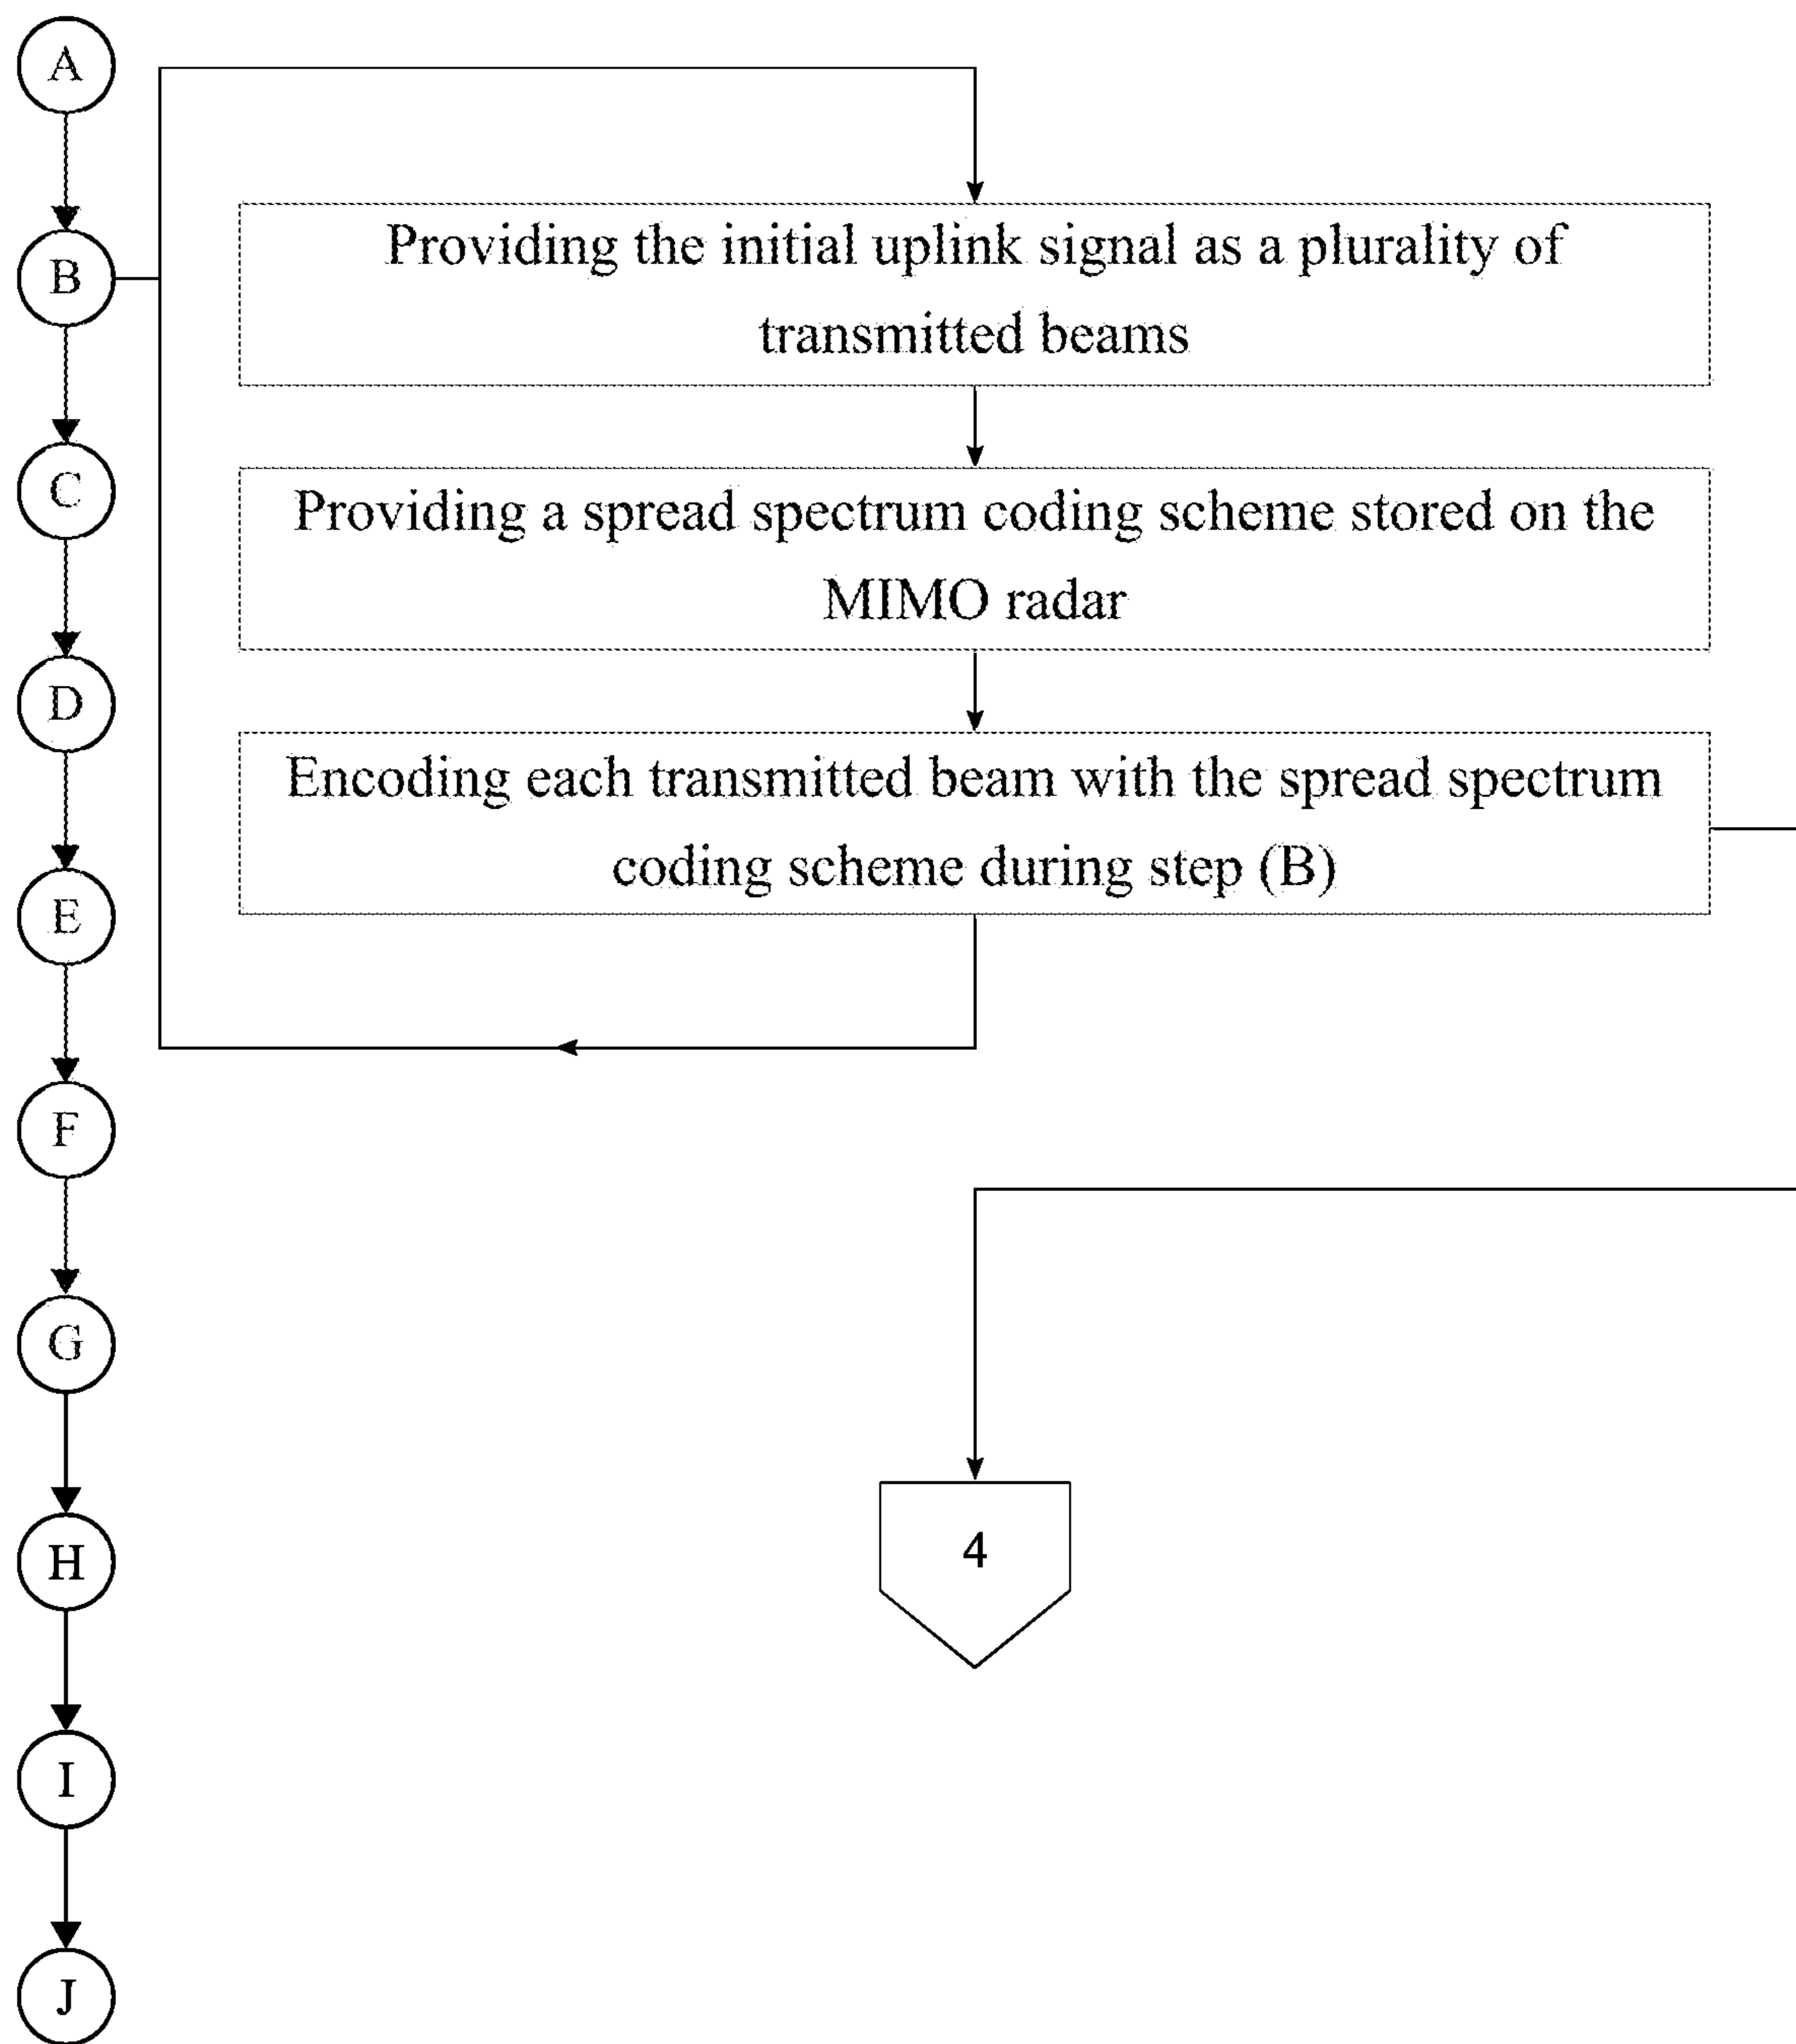 A
B
C
D
E
F
G
H
I
J
Providing the initial uplink signal as a plurality of
transmitted beams
Providing a spread spectrum coding scheme stored on the
MIMO radar
Encoding each transmitted beam with the spread spectrum
coding scheme during step (B)
4